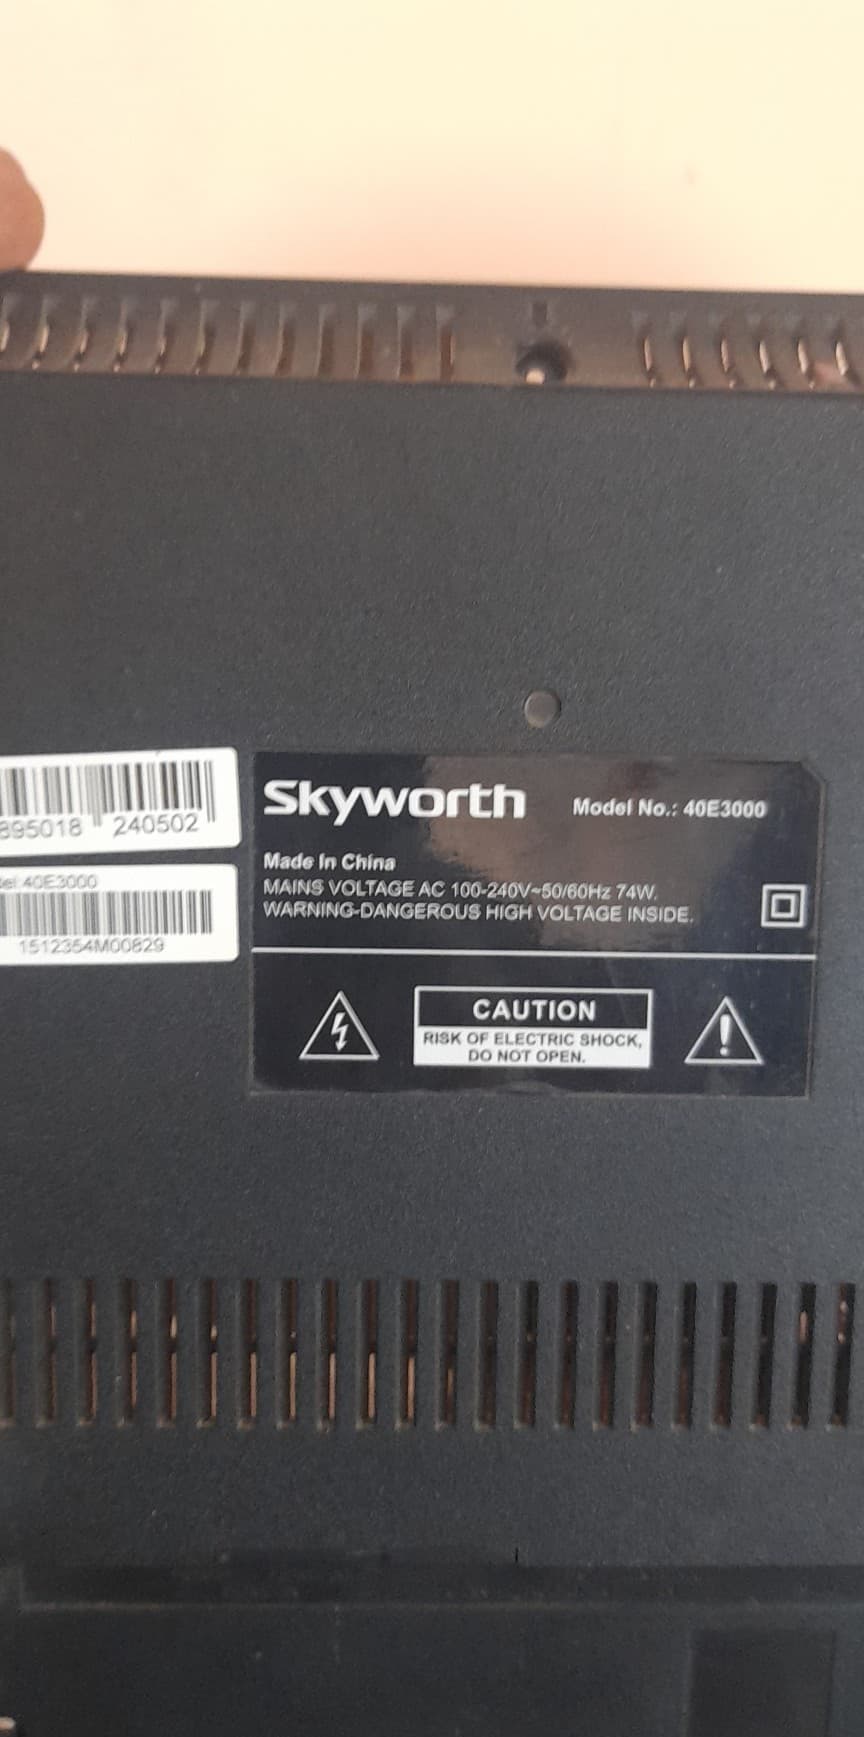 895018 240502
40E3000
1512354M00829
Skyworth
Model No.: 40E3000
Made In China
MAINS VOLTAGE AC 100-240V~50/60Hz 74W.
WARNING-DANGEROUS HIGH VOLTAGE INSIDE.
CAUTION
RISK OF ELECTRIC SHOCK,
DO NOT OPEN.